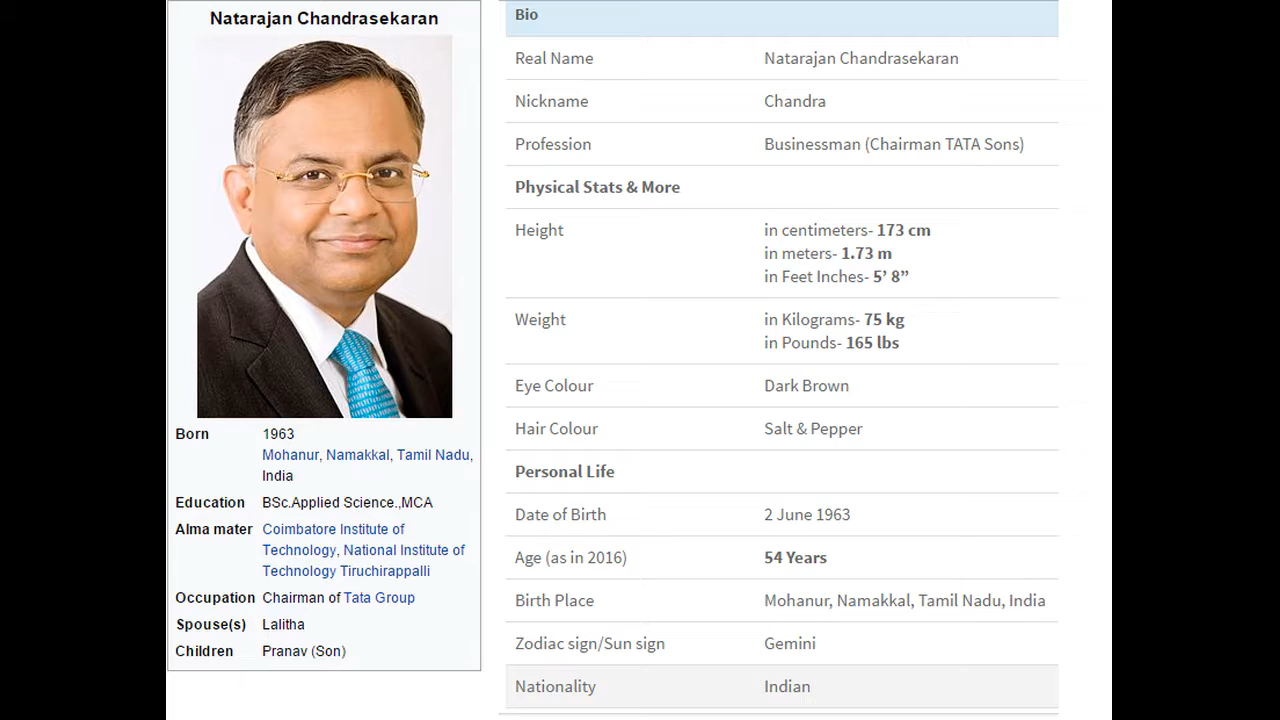 Natarajan Chandrasekaran
Born 1963
Mohanur, Namakkal, Tamil Nadu,
India
Education BSc.Applied Science.,MCA
Alma mater Coimbatore Institute of
Technology, National Institute of
Technology Tiruchirappalli
Occupation Chairman of Tata Group
Spouse(s) Lalitha
Children Pranav (Son)
Bio
Real Name Natarajan Chandrasekaran
Nickname Chandra
Profession Businessman (Chairman TATA Sons)
Physical Stats & More
Height in centimeters- 173 cm
in meters- 1.73 m
in Feet Inches- 5’ 8”
Weight in Kilograms- 75 kg
in Pounds- 165 lbs
Eye Colour Dark Brown
Hair Colour Salt & Pepper
Personal Life
Date of Birth 2 June 1963
Age (as in 2016) 54 Years
Birth Place Mohanur, Namakkal, Tamil Nadu, India
Zodiac sign/Sun sign Gemini
Nationality Indian